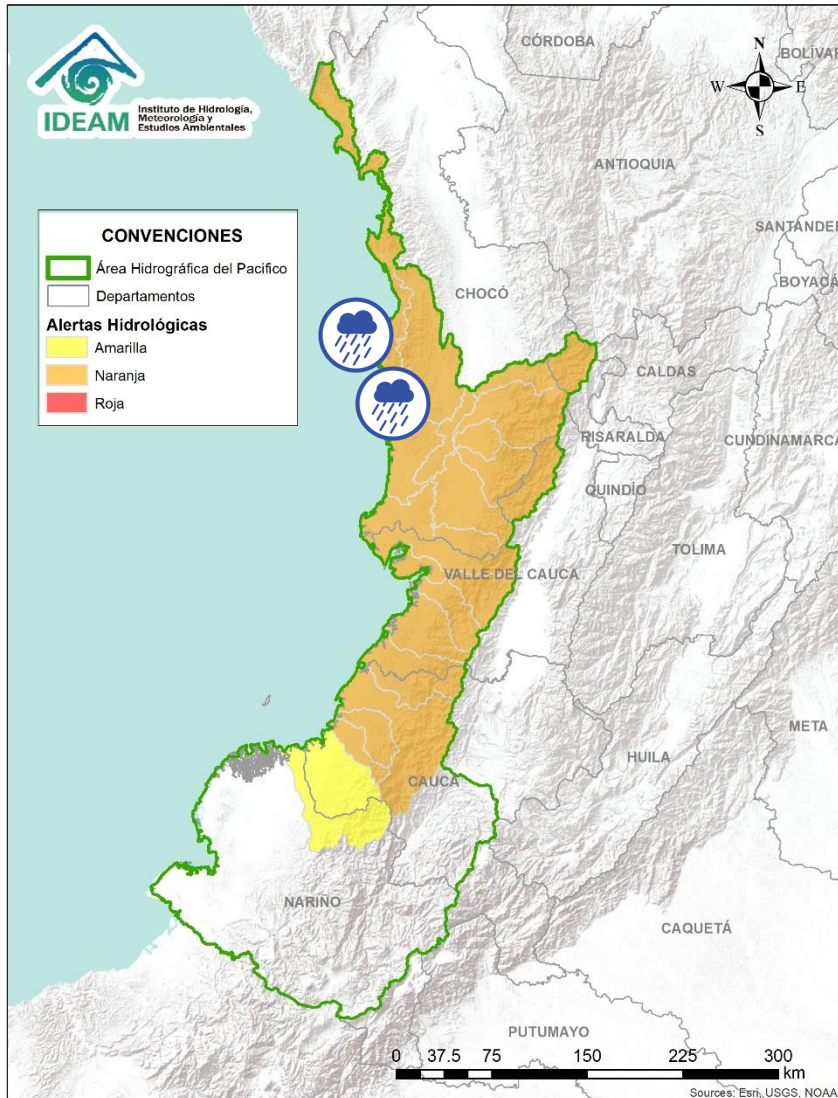 CÓRDOBA
BOLÍVAR
N
W E
S
IDEAM
Instituto de Hidrología,
Meteorología y
Estudios Ambientales
ANTIOQUIA
SANTANDER
BOYACÁ
CONVENCIONES
Área Hidrográfica del Pacifico
Departamentos
Alertas Hidrológicas
Amarilla
Naranja
Roja
CHOCÓ
CALDAS
RISARALDA
CUNDINAMARCA
QUINDÍO
TOLIMA
VALLE DEL CAUCA
META
HUILA
CAUCA
NARIÑO
CAQUETÁ
PUTUMAYO
0 37.5 75 150 225 300
km
Sources: Esri, USGS, NOAA